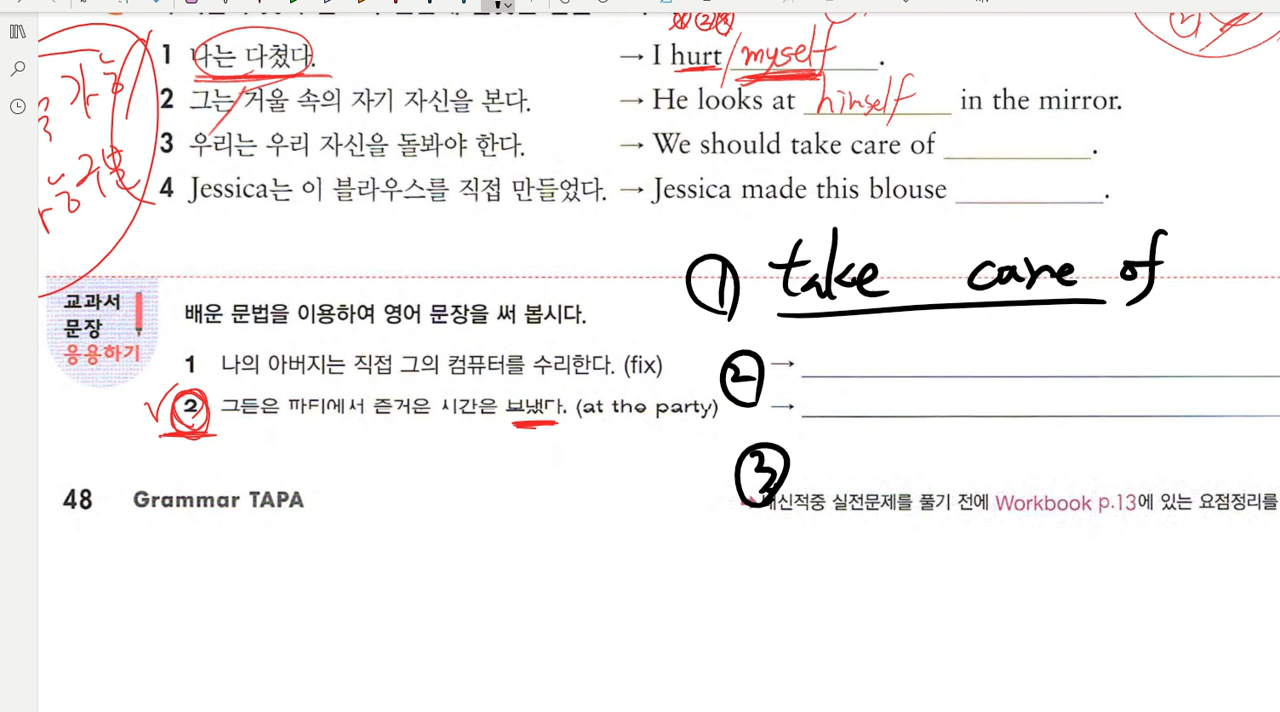 1 나는 다쳤다. → I hurt / myself.
2 그는 거울 속의 자기 자신을 본다. → He looks at himself in the mirror.
3 우리는 우리 자신을 돌봐야 한다. → We should take care of ________.
4 Jessica는 이 블라우스를 직접 만들었다. → Jessica made this blouse ________.
① take care of
교과서
문장
응용하기
배운 문법을 이용하여 영어 문장을 써 봅시다.
1 나의 아버지는 직접 그의 컴퓨터를 수리한다. (fix) →
②
2 그들은 파티에서 즐거운 시간을 보냈다. (at the party) →
③
48 Grammar TAPA
내신적중 실전문제를 풀기 전에 Workbook p.13에 있는 요점정리를